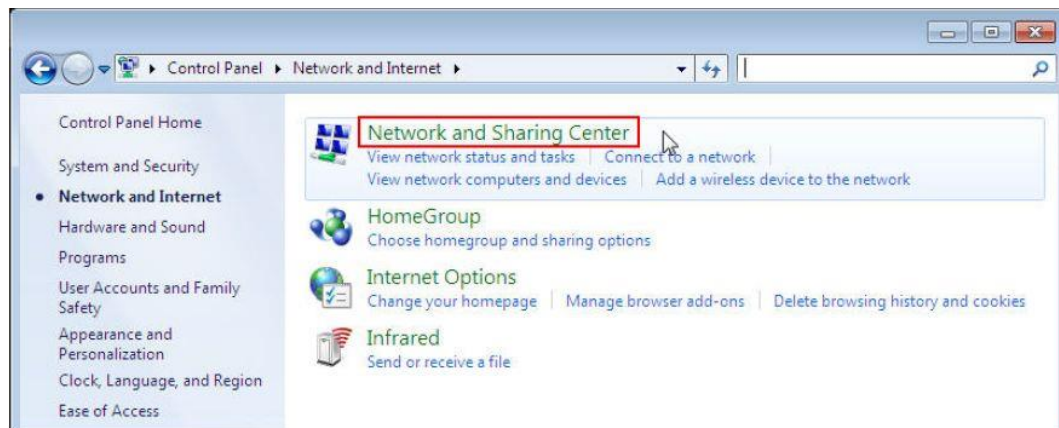 Control Panel ▸ Network and Internet ▸
Control Panel Home
System and Security
Network and Internet
Hardware and Sound
Programs
User Accounts and Family
Safety
Appearance and
Personalization
Clock, Language, and Region
Ease of Access
Network and Sharing Center
View network status and tasks | Connect to a network |
View network computers and devices | Add a wireless device to the network
HomeGroup
Choose homegroup and sharing options
Internet Options
Change your homepage | Manage browser add-ons | Delete browsing history and cookies
Infrared
Send or receive a file